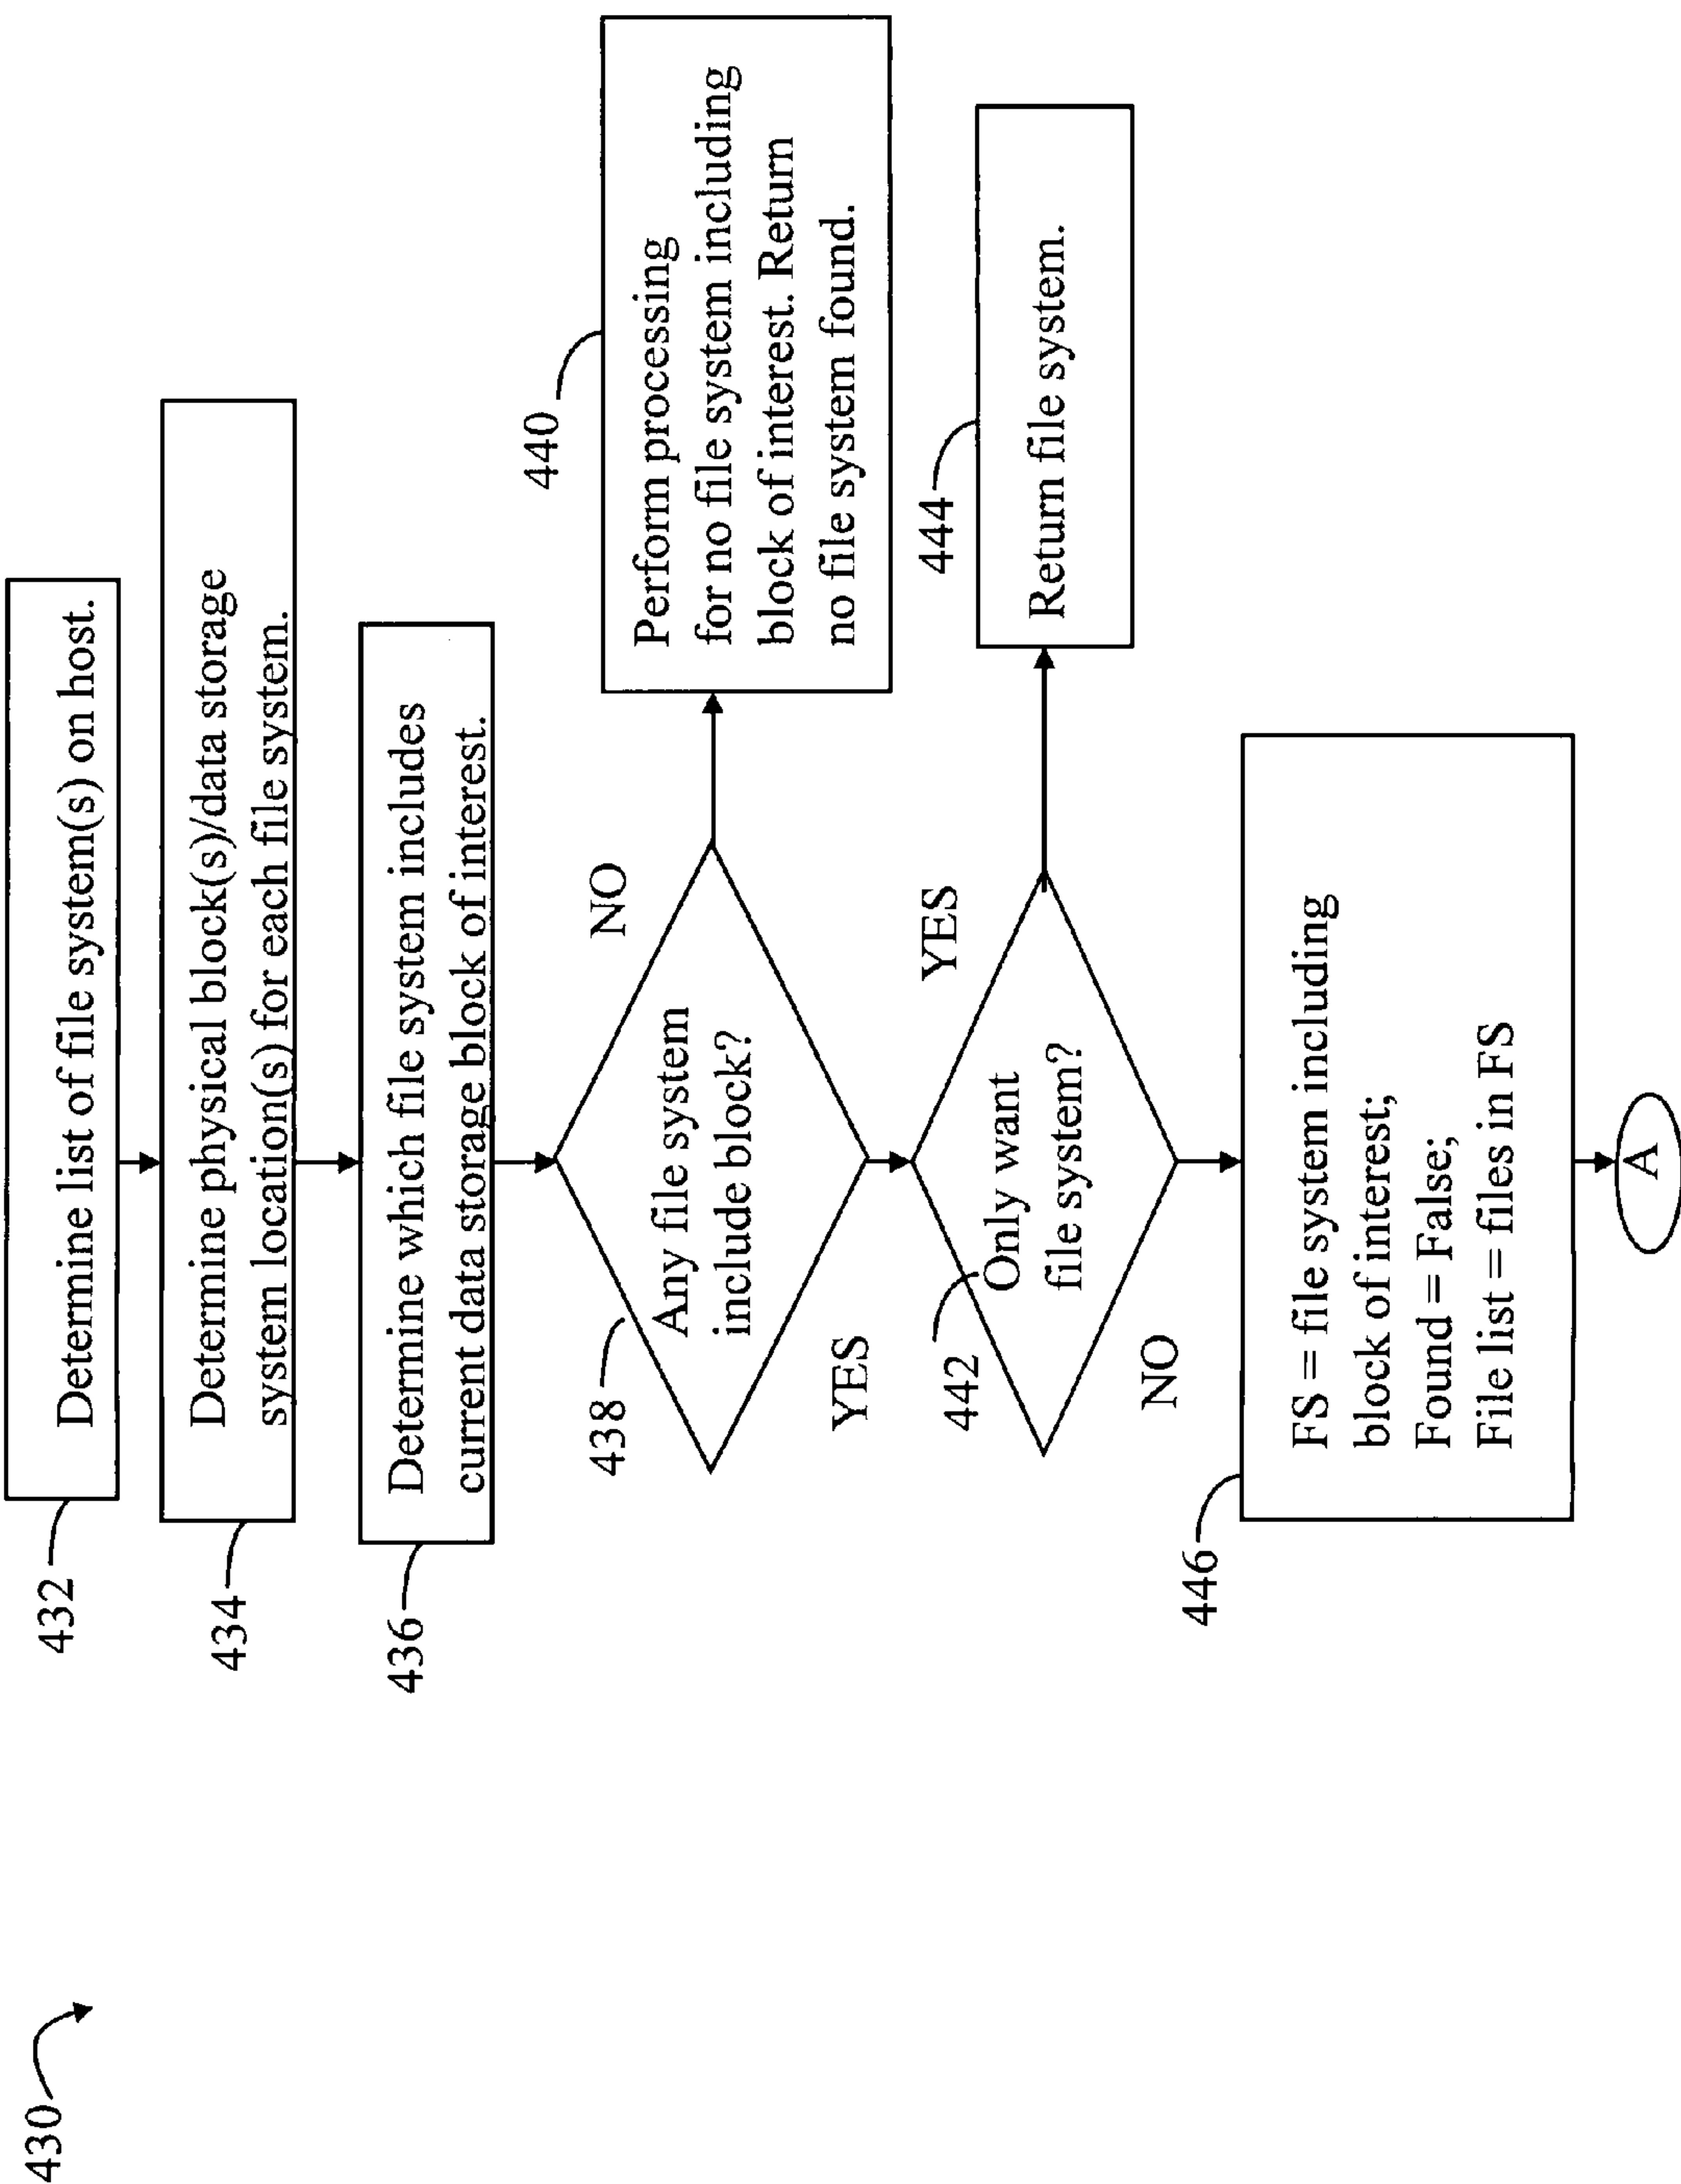 430
432
Determine list of file system(s) on host.
434
Determine physical block(s)/data storage
system location(s) for each file system.
436
Determine which file system includes
current data storage block of interest.
438
Any file system
include block?
NO
440
Perform processing
for no file system including
block of interest. Return
no file system found.
YES
442
Only want
file system?
YES
444
Return file system.
NO
446
FS = file system including
block of interest;
Found = False;
File list = files in FS
A